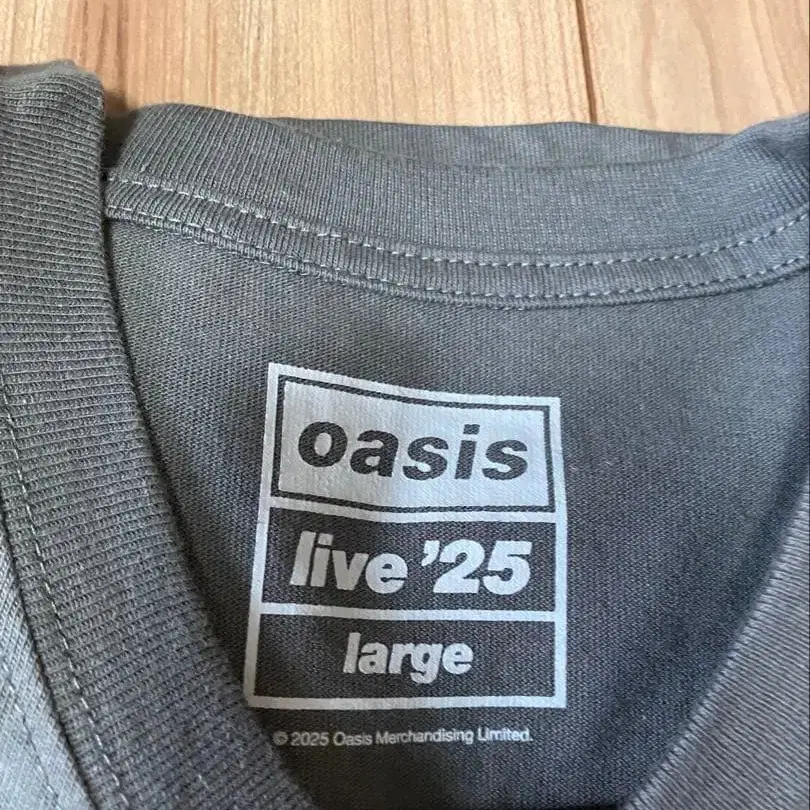 oasis
live ’25
large
© 2025 Oasis Merchandising Limited.